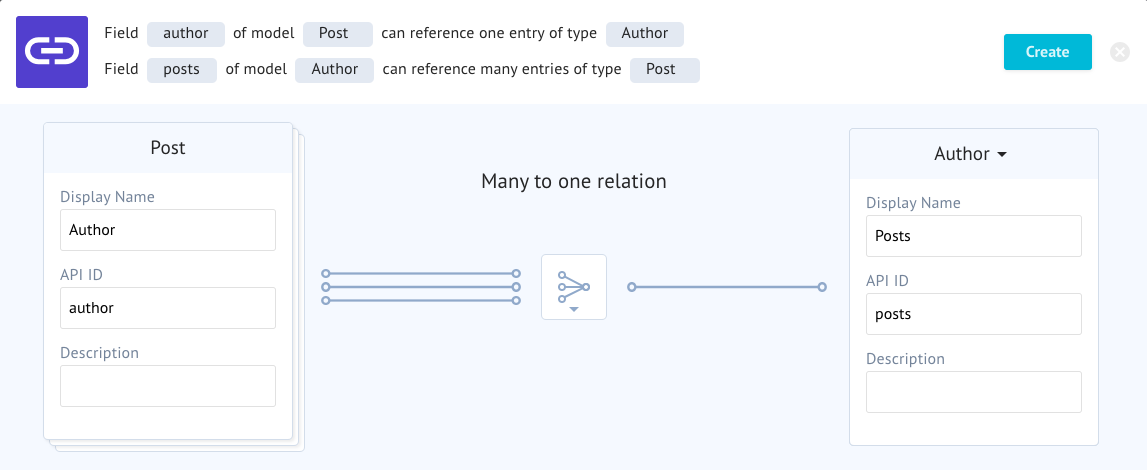 Field author of model Post can reference one entry of type Author
Field posts of model Author can reference many entries of type Post
Create
Post
Display Name
Author
API ID
author
Description
Many to one relation
Author
Display Name
Posts
API ID
posts
Description